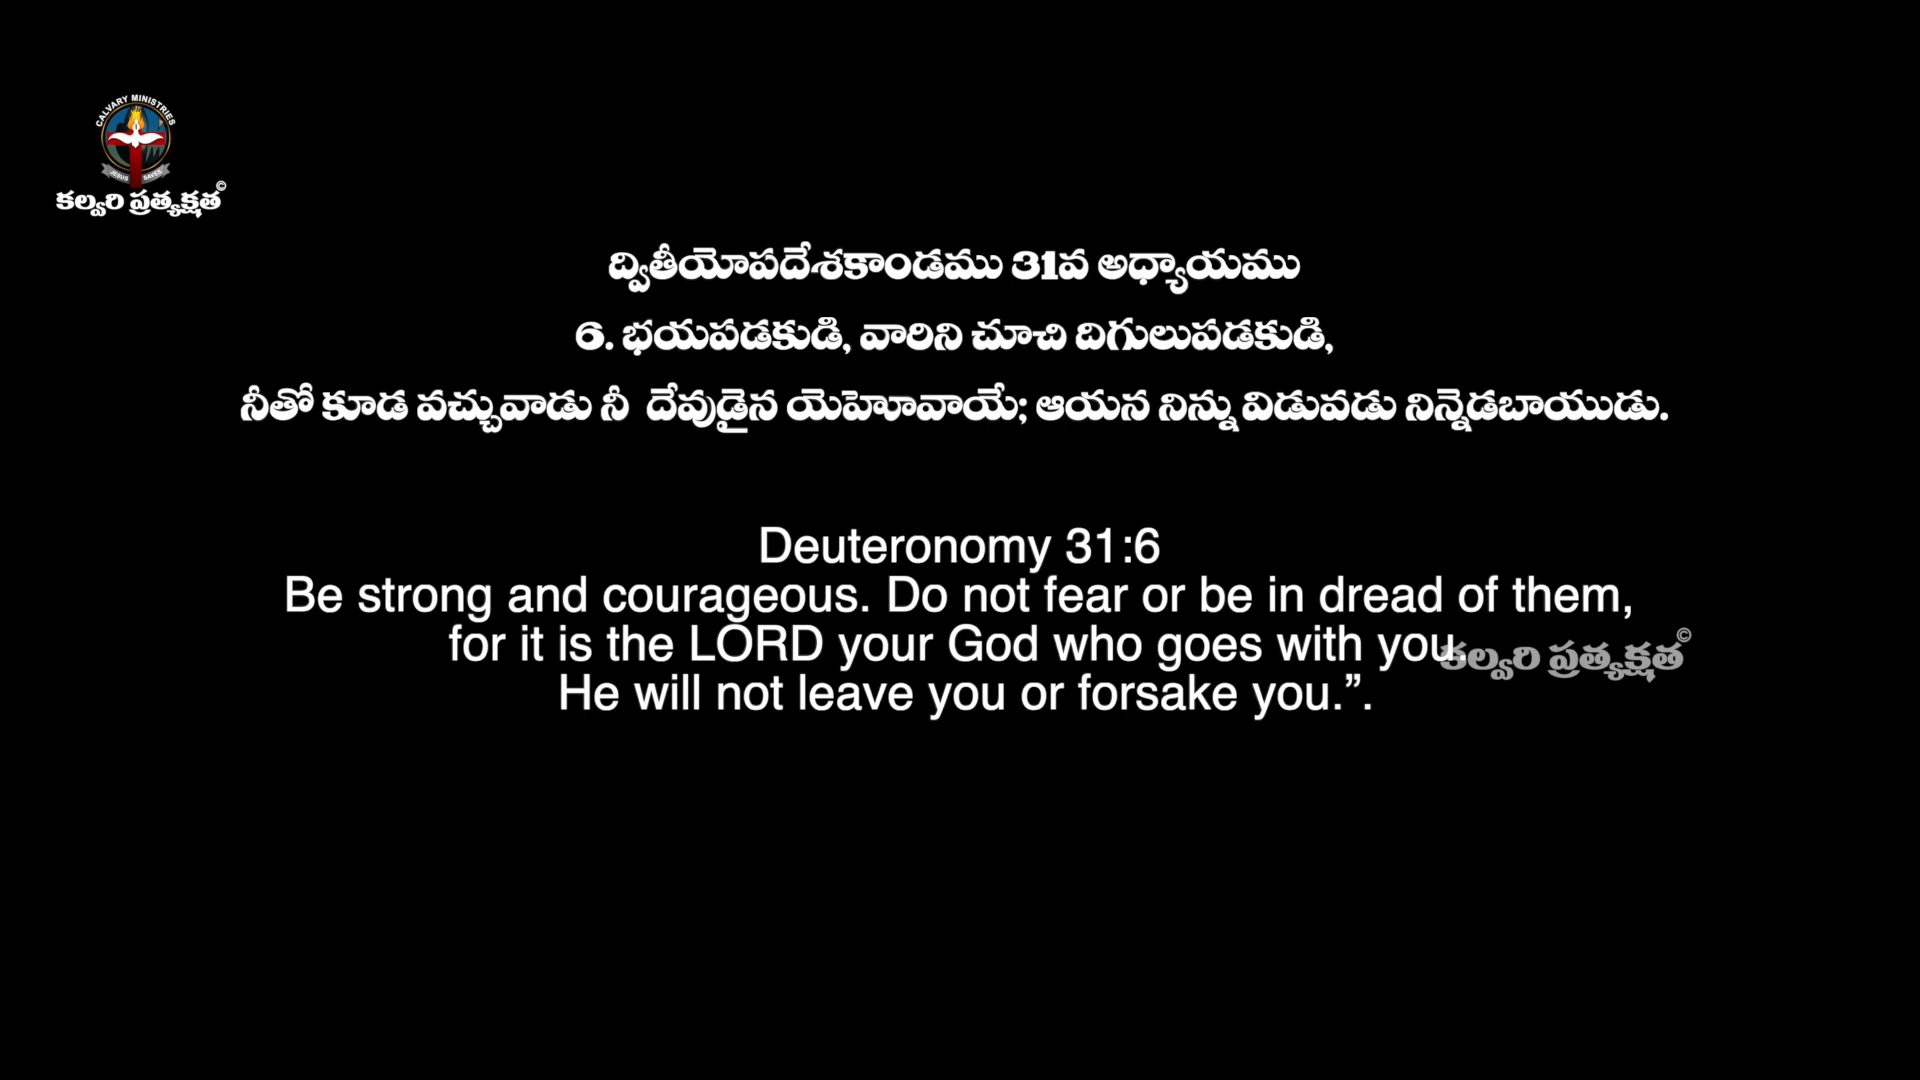 CALVARY MINISTRIES
JESUS SAVES
కల్వరి ప్రత్యక్షత©
ద్వితీయోపదేశకాండము 31వ అధ్యాయము
6. భయపడకుడి, వారిని చూచి దిగులుపడకుడి,
నీతో కూడ వచ్చువాడు నీ దేవుడైన యెహోవాయే; ఆయన నిన్ను విడువడు నిన్నెడబాయుడు.
Deuteronomy 31:6
Be strong and courageous. Do not fear or be in dread of them,
for it is the LORD your God who goes with you.
కల్వరి ప్రత్యక్షత©
He will not leave you or forsake you.”.